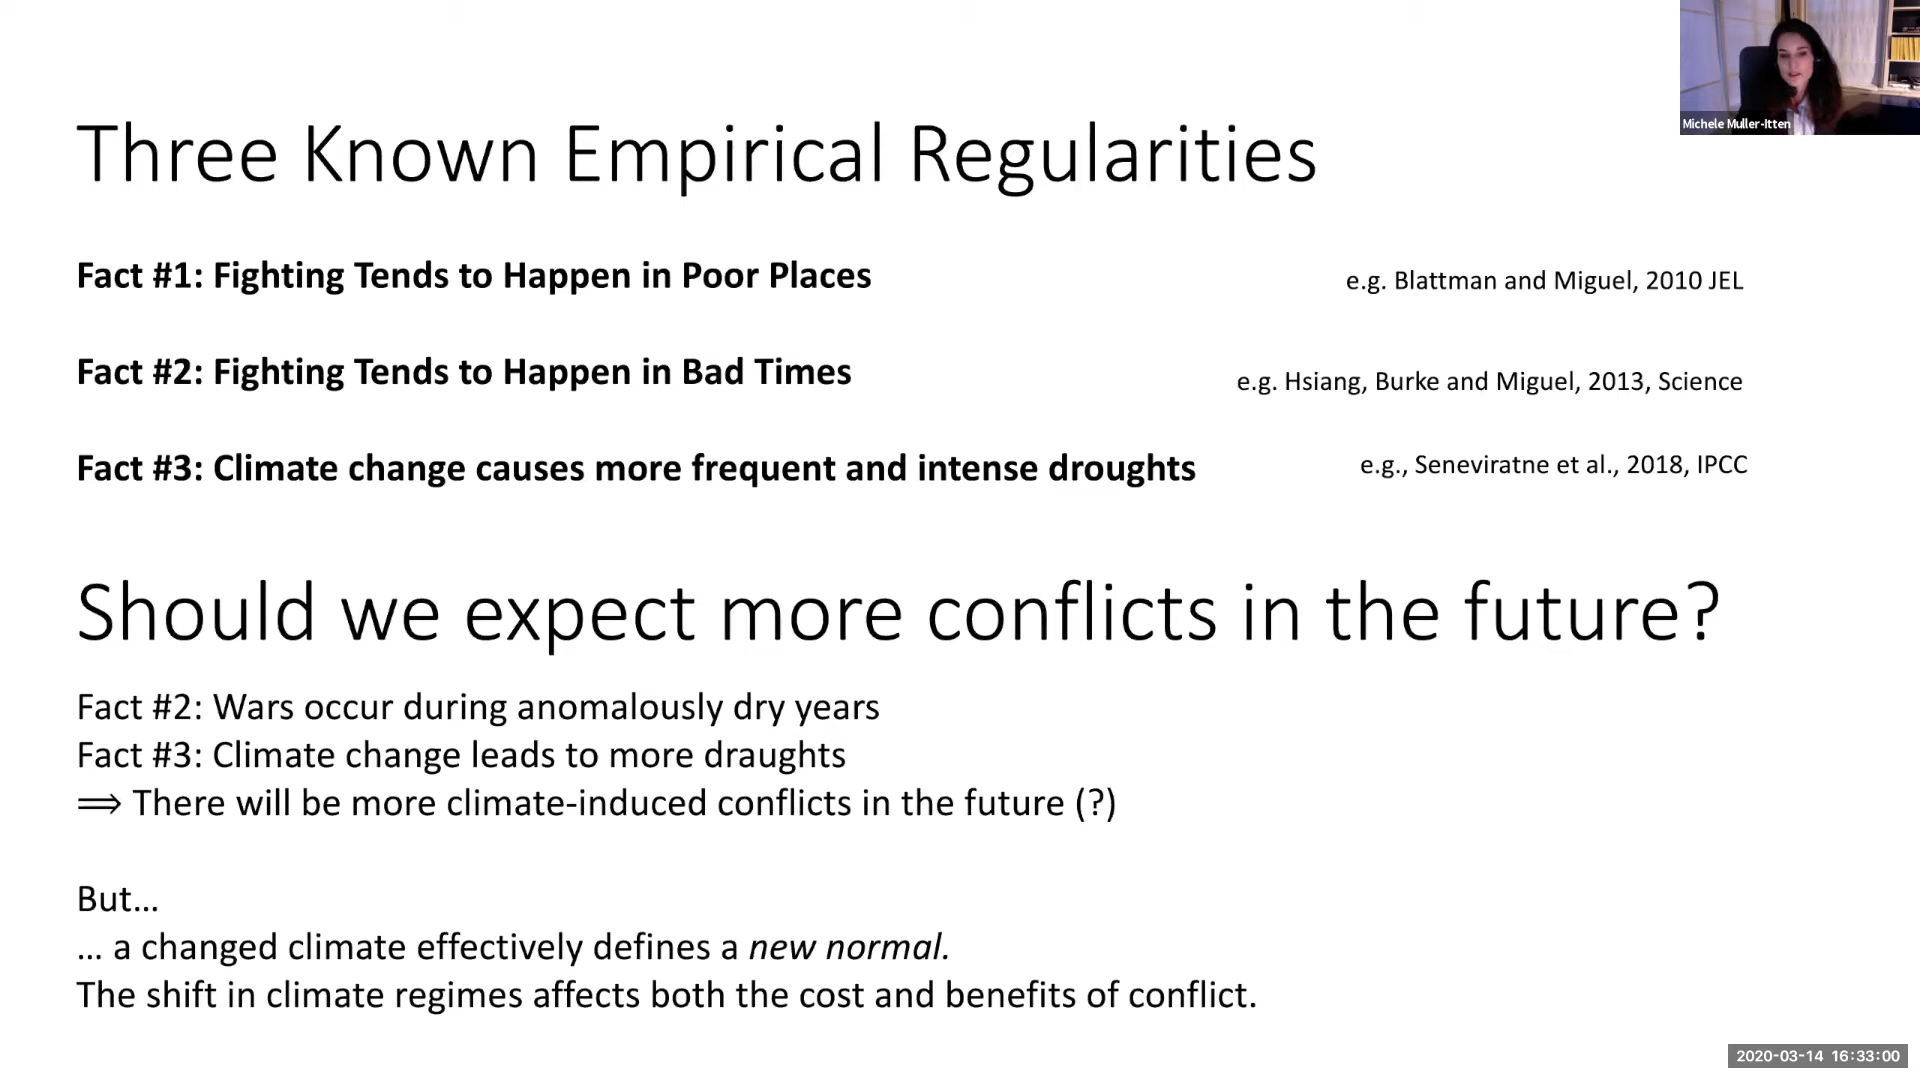 Michele Muller-Itten
Three Known Empirical Regularities
Fact #1: Fighting Tends to Happen in Poor Places
e.g. Blattman and Miguel, 2010 JEL
Fact #2: Fighting Tends to Happen in Bad Times
e.g. Hsiang, Burke and Miguel, 2013, Science
Fact #3: Climate change causes more frequent and intense droughts
e.g., Seneviratne et al., 2018, IPCC
Should we expect more conflicts in the future?
Fact #2: Wars occur during anomalously dry years
Fact #3: Climate change leads to more draughts
⟹ There will be more climate-induced conflicts in the future (?)
But…
… a changed climate effectively defines a new normal.
The shift in climate regimes affects both the cost and benefits of conflict.
2020-03-14 16:33:00